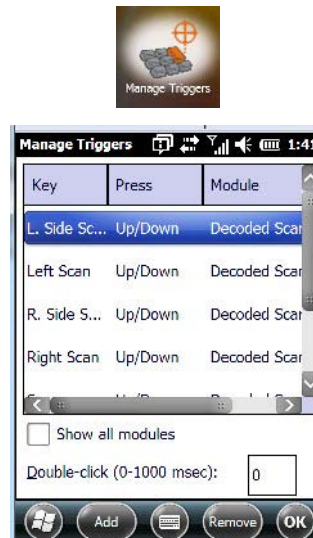 Manage Triggers
Manage Triggers 1:41
Key Press Module
L. Side Sc... Up/Down Decoded Scan
Left Scan Up/Down Decoded Scan
R. Side S... Up/Down Decoded Scan
Right Scan Up/Down Decoded Scan
Show all modules
Double-click (0-1000 msec): 0
Add Remove OK